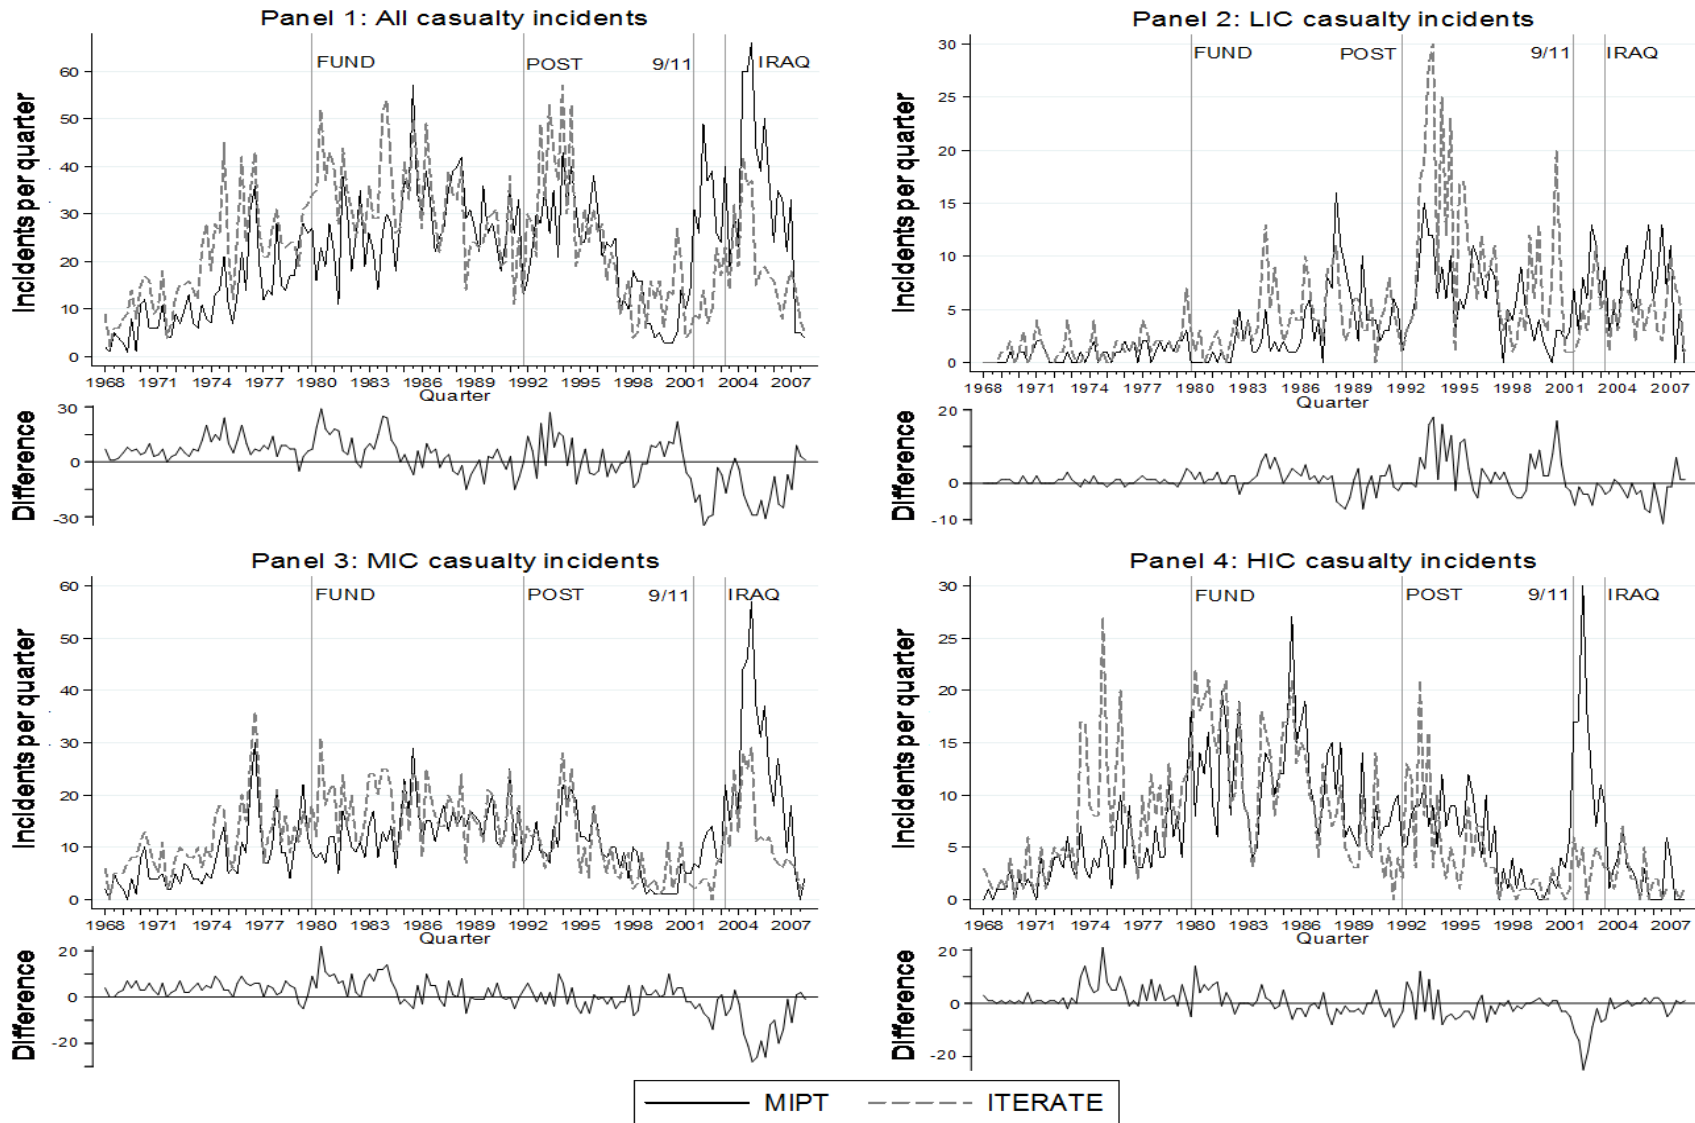 Panel 1: All casualty incidents
Incidents per quarter
FUND
POST
9/11
IRAQ
60
50
40
30
20
10
0
1968 1971 1974 1977 1980 1983 1986 1989 1992 1995 1998 2001 2004 2007
Quarter
Difference
30
0
-30
Panel 2: LIC casualty incidents
Incidents per quarter
FUND
POST
9/11
IRAQ
30
25
20
15
10
5
0
1968 1971 1974 1977 1980 1983 1986 1989 1992 1995 1998 2001 2004 2007
Quarter
Difference
20
0
-10
Panel 3: MIC casualty incidents
Incidents per quarter
FUND
POST
9/11
IRAQ
60
50
40
30
20
10
0
1968 1971 1974 1977 1980 1983 1986 1989 1992 1995 1998 2001 2004 2007
Quarter
Difference
20
0
-20
Panel 4: HIC casualty incidents
Incidents per quarter
FUND
POST
9/11
IRAQ
30
25
20
15
10
5
0
1968 1971 1974 1977 1980 1983 1986 1989 1992 1995 1998 2001 2004 2007
Quarter
Difference
20
0
-20
MIPT ITERATE